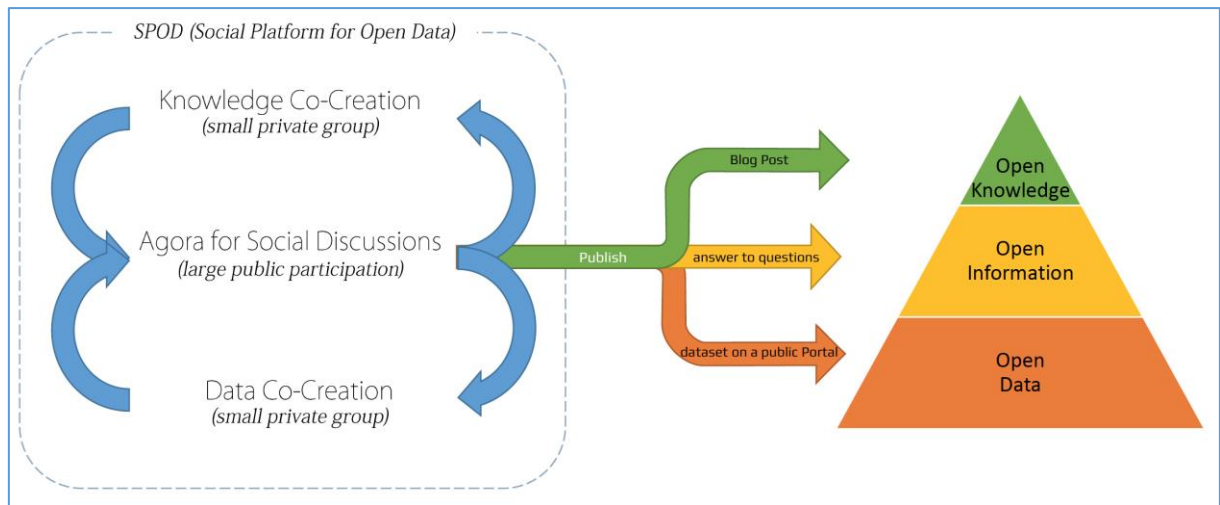 SPOD (Social Platform for Open Data)
Knowledge Co-Creation
(small private group)
Agora for Social Discussions
(large public participation)
Data Co-Creation
(small private group)
Publish
Blog Post
answer to questions
dataset on a public Portal
Open
Knowledge
Open
Information
Open
Data